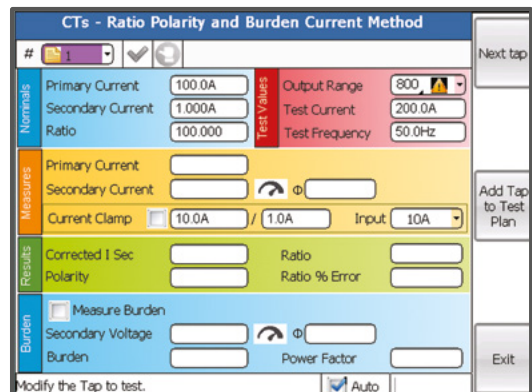 CTs - Ratio Polarity and Burden Current Method
# 1
Next tap
Nominals
Primary Current 100.0A
Secondary Current 1.000A
Ratio 100.000
Test Values
Output Range 800
Test Current 200.0A
Test Frequency 50.0Hz
Measures
Primary Current
Secondary Current Φ
Current Clamp 10.0A / 1.0A Input 10A
Add Tap
to Test
Plan
Results
Corrected I Sec Ratio
Polarity Ratio % Error
Burden
Measure Burden
Secondary Voltage Φ
Burden Power Factor
Exit
Modify the Tap to test. Auto